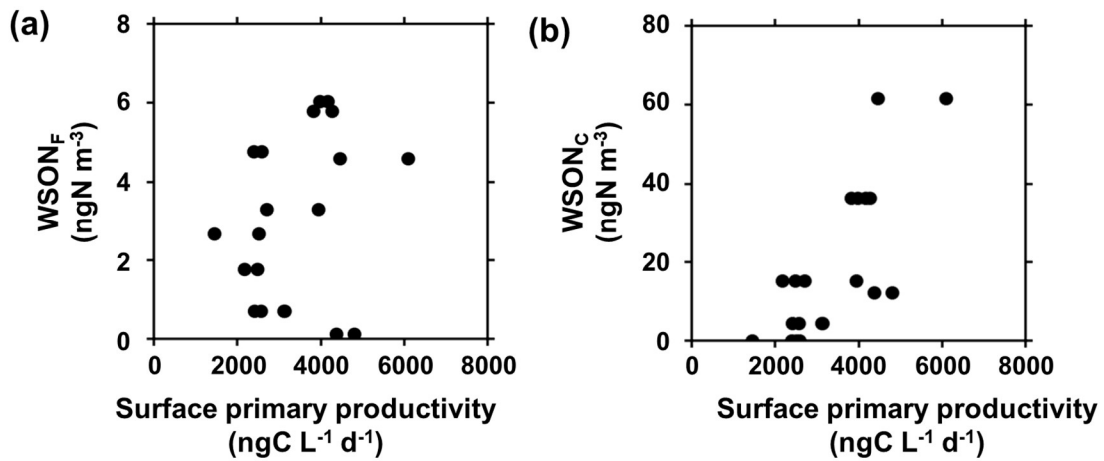 (a)
8
6
4
2
0
WSON_F
(ngN m^-3)
0 2000 4000 6000 8000
Surface primary productivity
(ngC L^-1 d^-1)
(b)
80
60
40
20
0
WSON_C
(ngN m^-3)
0 2000 4000 6000 8000
Surface primary productivity
(ngC L^-1 d^-1)